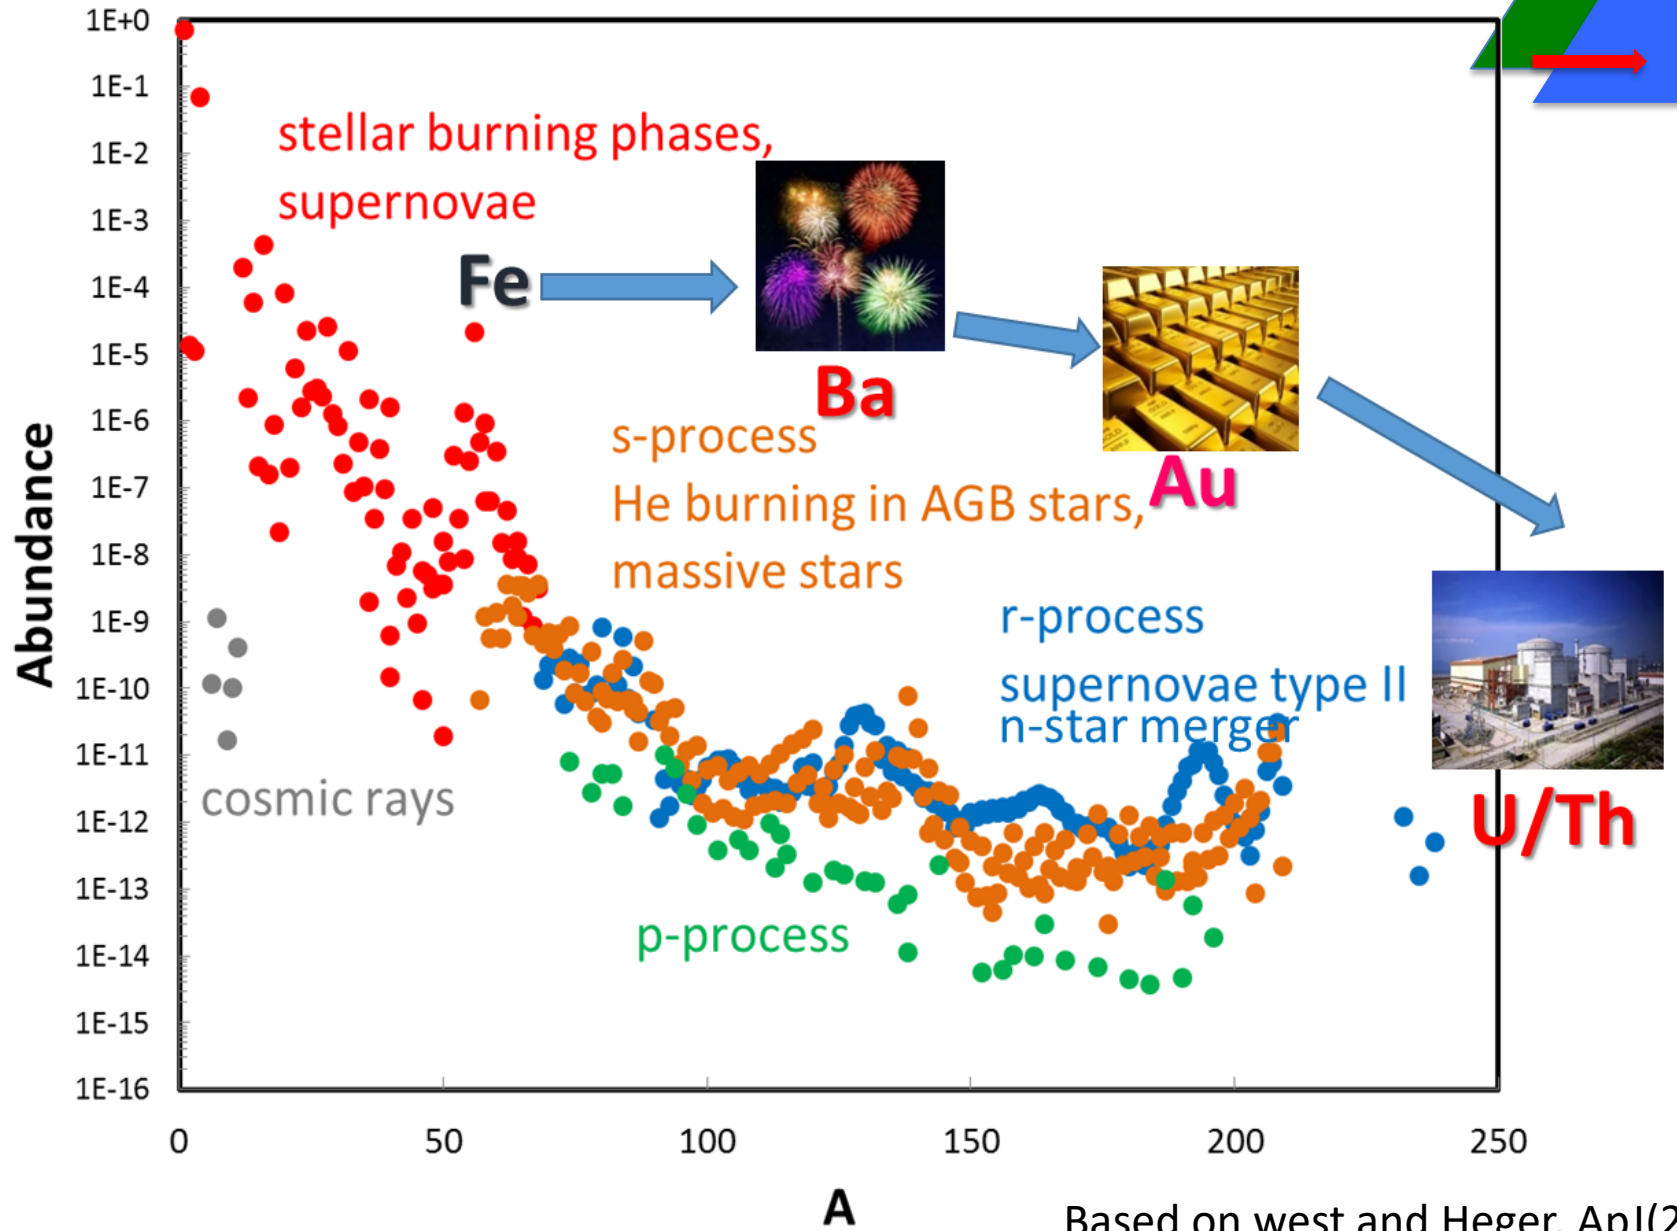 1E+0
1E-1
1E-2
1E-3
1E-4
1E-5
1E-6
1E-7
1E-8
1E-9
1E-10
1E-11
1E-12
1E-13
1E-14
1E-15
1E-16
Abundance
stellar burning phases,
supernovae
Fe
Ba
Au
s-process
He burning in AGB stars,
massive stars
r-process
supernovae type II
n-star merger
U/Th
cosmic rays
p-process
0 50 100 150 200 250
A
Based on west and Heger, ApJ(2